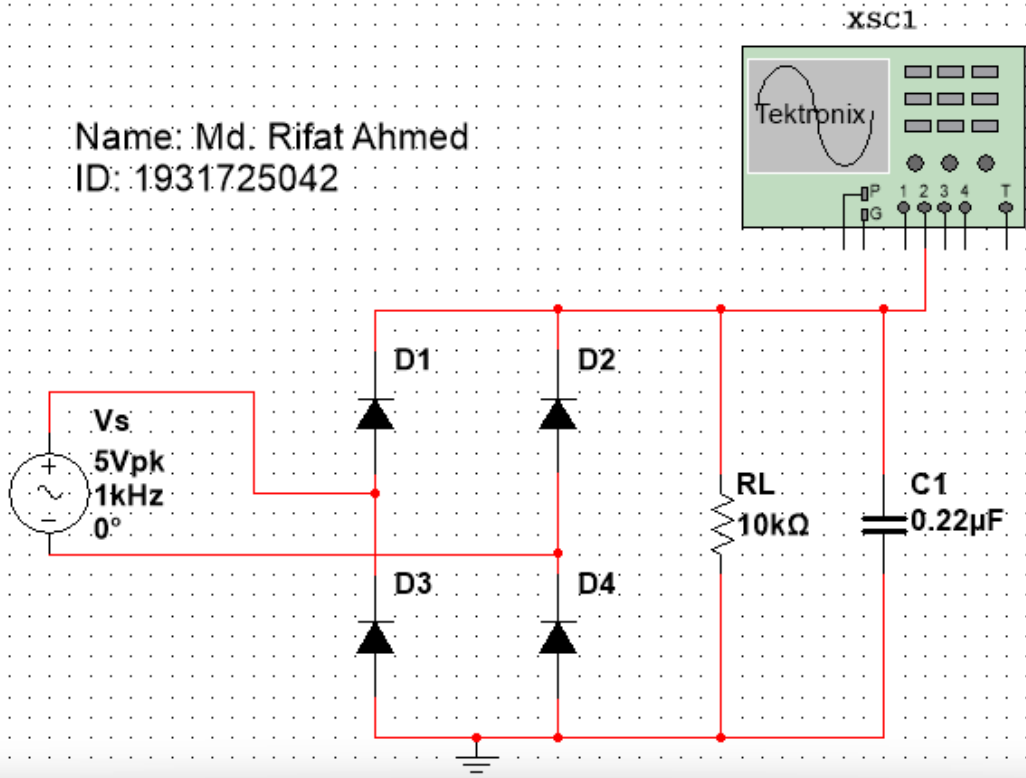 XSC1
Tektronix
P
G
1 2 3 4 T
Name: Md. Rifat Ahmed
ID: 1931725042
D1
D2
Vs
5Vpk
1kHz
0°
RL
10kΩ
C1
0.22µF
D3
D4